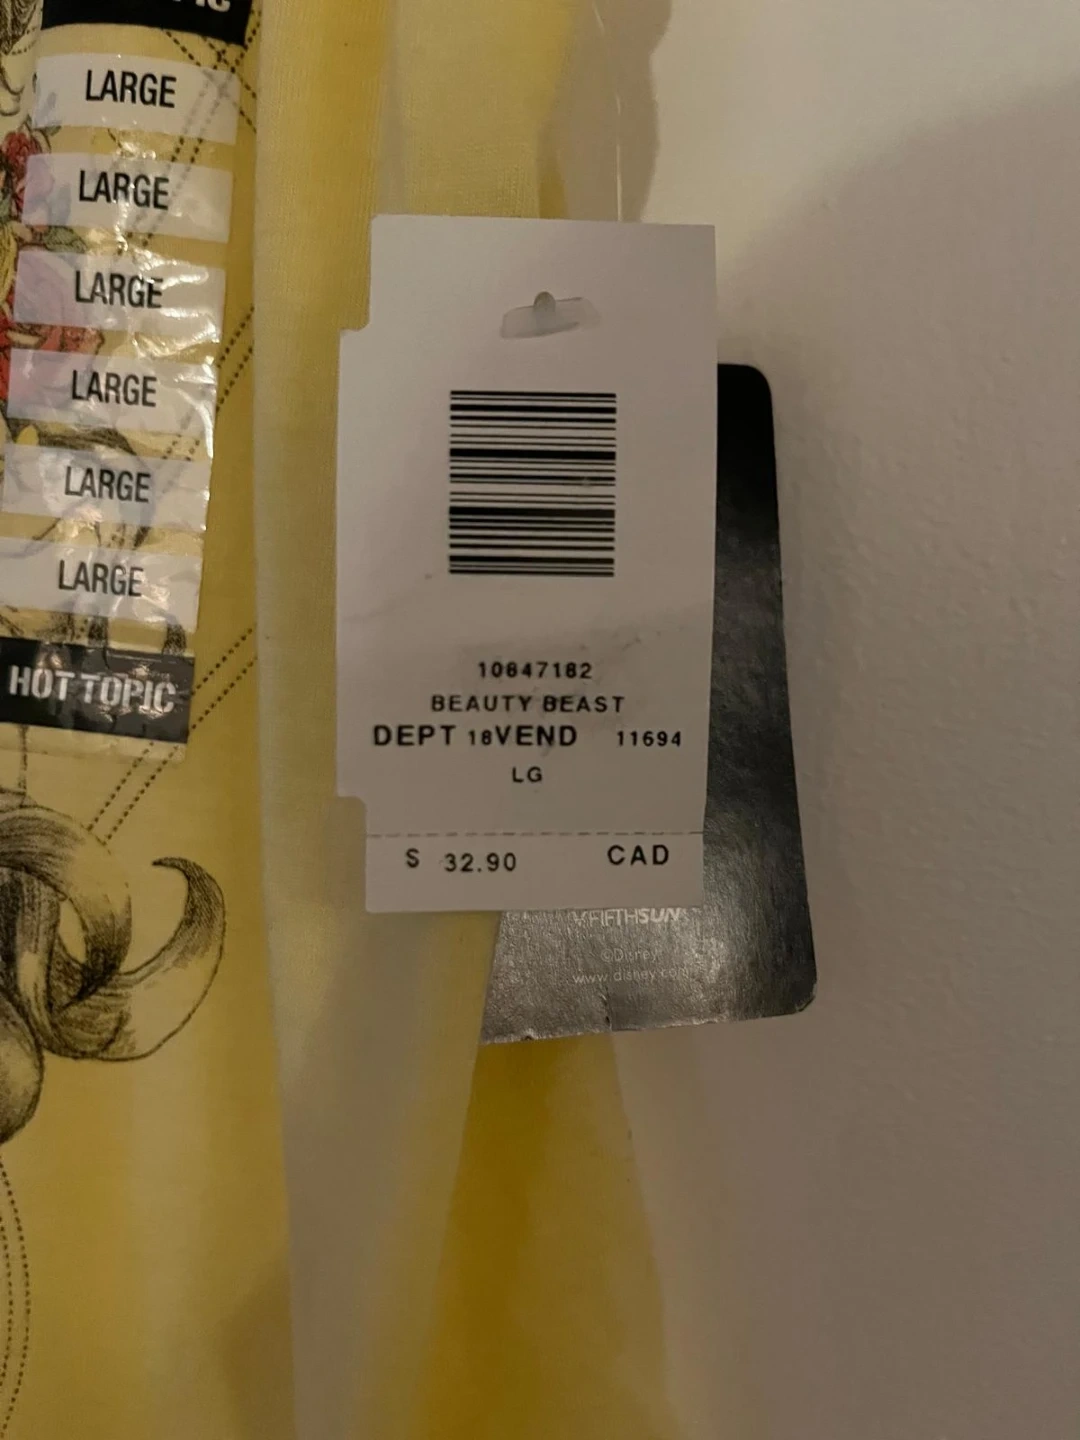 LARGE
LARGE
LARGE
LARGE
LARGE
LARGE
HOT TOPIC
10847182
BEAUTY BEAST
DEPT 18VEND 11694
LG
$ 32.90 CAD
FIFTHSUN
©Disney
www.disney.com